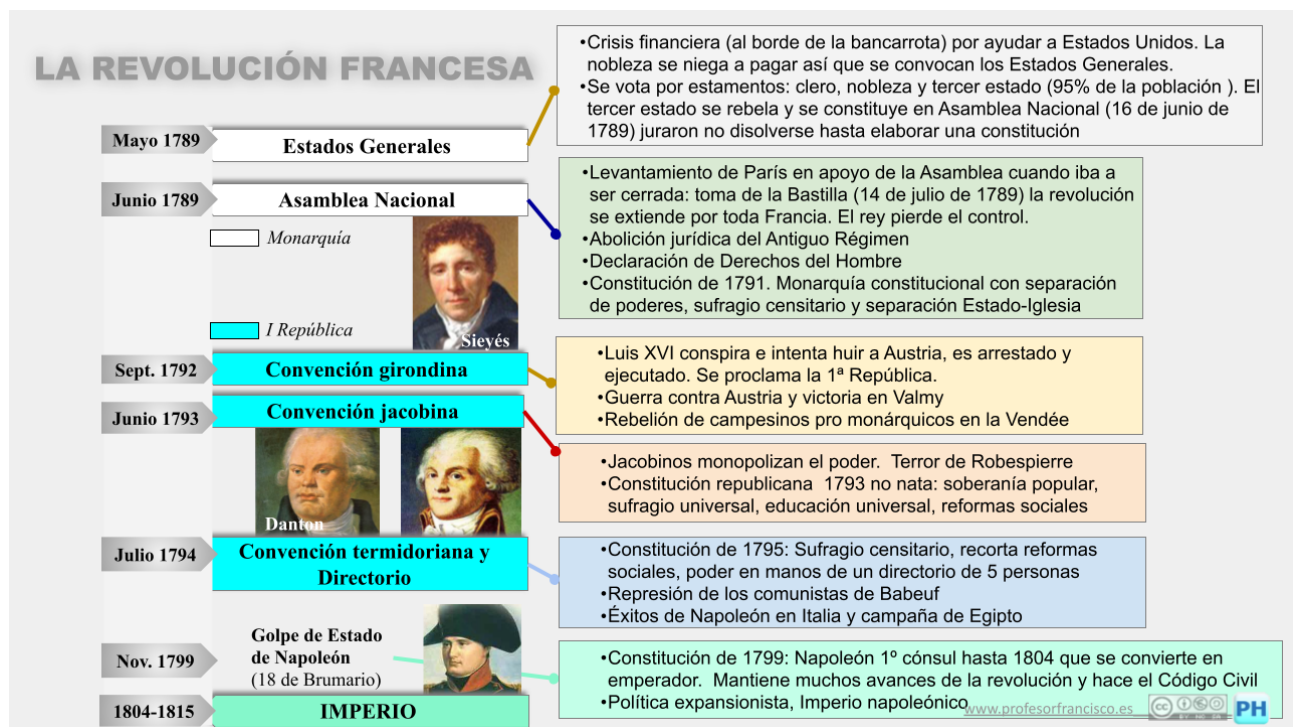 LA REVOLUCIÓN FRANCESA
•Crisis financiera (al borde de la bancarrota) por ayudar a Estados Unidos. La
nobleza se niega a pagar así que se convocan los Estados Generales.
•Se vota por estamentos: clero, nobleza y tercer estado (95% de la población ). El
tercer estado se rebela y se constituye en Asamblea Nacional (16 de junio de
1789) juraron no disolverse hasta elaborar una constitución
Mayo 1789
Estados Generales
Junio 1789
Asamblea Nacional
•Levantamiento de París en apoyo de la Asamblea cuando iba a
ser cerrada: toma de la Bastilla (14 de julio de 1789) la revolución
se extiende por toda Francia. El rey pierde el control.
•Abolición jurídica del Antiguo Régimen
•Declaración de Derechos del Hombre
•Constitución de 1791. Monarquía constitucional con separación
de poderes, sufragio censitario y separación Estado-Iglesia
Monarquía
I República
Sieyés
Sept. 1792
Convención girondina
•Luis XVI conspira e intenta huir a Austria, es arrestado y
ejecutado. Se proclama la 1ª República.
•Guerra contra Austria y victoria en Valmy
•Rebelión de campesinos pro monárquicos en la Vendée
Junio 1793
Convención jacobina
•Jacobinos monopolizan el poder.  Terror de Robespierre
•Constitución republicana  1793 no nata: soberanía popular,
sufragio universal, educación universal, reformas sociales
Danton
Julio 1794
Convención termidoriana y
Directorio
•Constitución de 1795: Sufragio censitario, recorta reformas
sociales, poder en manos de un directorio de 5 personas
•Represión de los comunistas de Babeuf
•Éxitos de Napoleón en Italia y campaña de Egipto
Nov. 1799
Golpe de Estado
de Napoleón
(18 de Brumario)
•Constitución de 1799: Napoleón 1º cónsul hasta 1804 que se convierte en
emperador.  Mantiene muchos avances de la revolución y hace el Código Civil
•Política expansionista, Imperio napoleónico
1804-1815
IMPERIO
www.profesorfrancisco.es
cc
PH